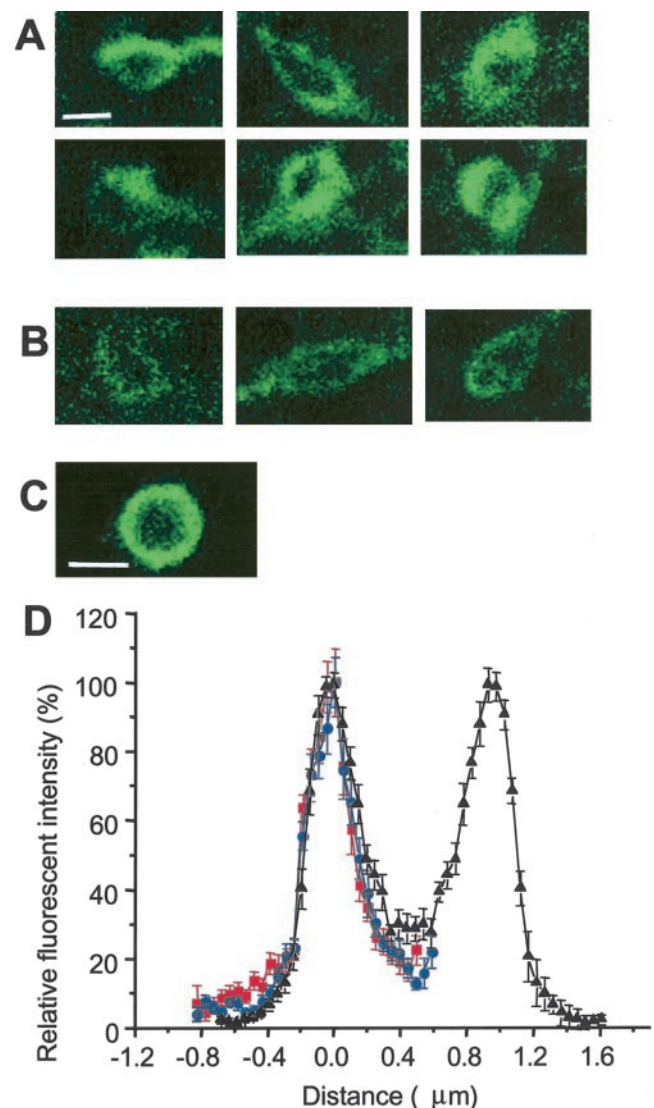 A
B
C
D
Relative fluorescent intensity (%)
120
100
80
60
40
20
0
-1.2 -0.8 -0.4 0.0 0.4 0.8 1.2 1.6
Distance ( μm)